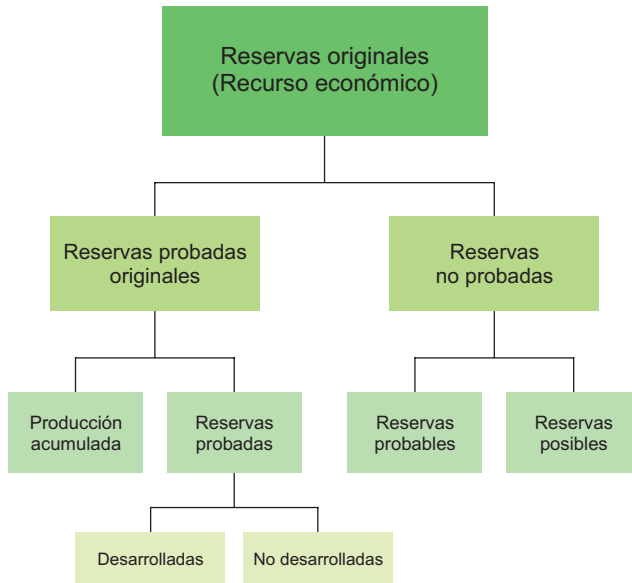 Reservas originales
(Recurso económico)
Reservas probadas
originales
Reservas
no probadas
Producción
acumulada
Reservas
probadas
Reservas
probables
Reservas
posibles
Desarrolladas
No desarrolladas